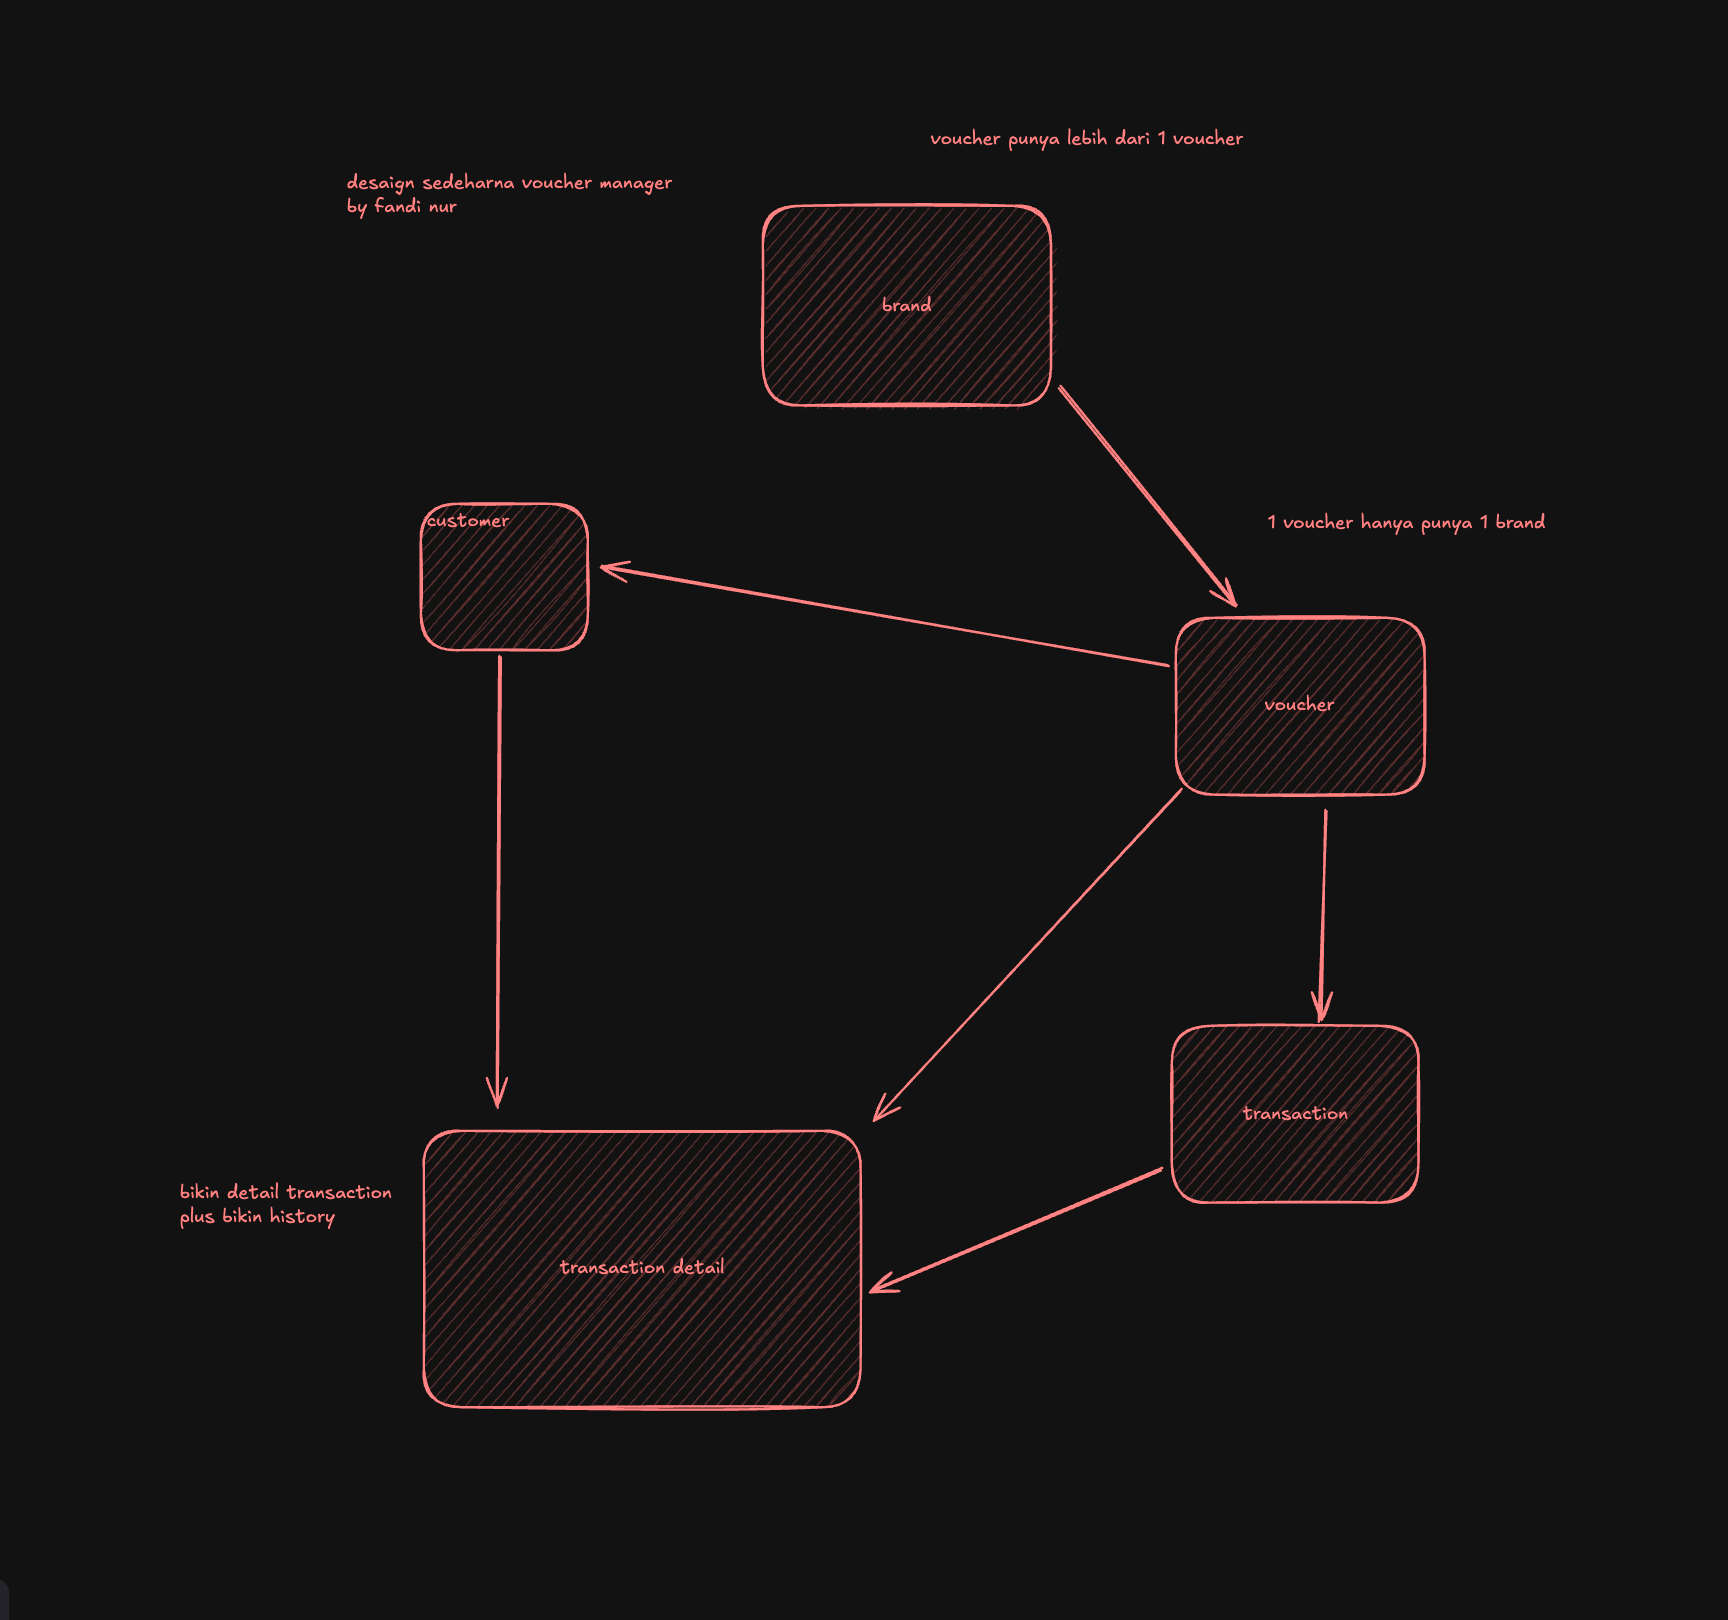 voucher punya lebih dari 1 voucher
desaign sedeharna voucher manager
by fandi nur
brand
customer
1 voucher hanya punya 1 brand
voucher
transaction
bikin detail transaction
plus bikin history
transaction detail